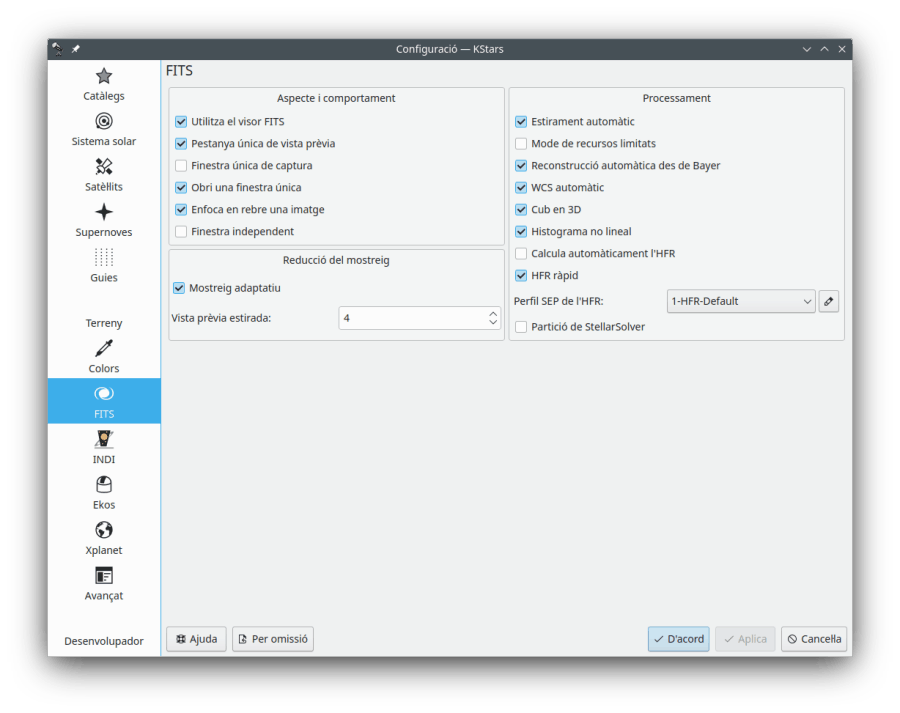 Configuració — KStars
Catàlegs
Sistema solar
Satèl·lits
Supernoves
Guies
Terreny
Colors
FITS
INDI
Ekos
Xplanet
Avançat
Desenvolupador
FITS
Aspecte i comportament
Utilitza el visor FITS
Pestanya única de vista prèvia
Finestra única de captura
Obri una finestra única
Enfoca en rebre una imatge
Finestra independent
Reducció del mostreig
Mostreig adaptatiu
Vista prèvia estirada: 4
Processament
Estirament automàtic
Mode de recursos limitats
Reconstrucció automàtica des de Bayer
WCS automàtic
Cub en 3D
Histograma no lineal
Calcula automàticament l'HFR
HFR ràpid
Perfil SEP de l'HFR: 1-HFR-Default
Partició de StellarSolver
Ajuda Per omissió D'acord Aplica Cancel·la